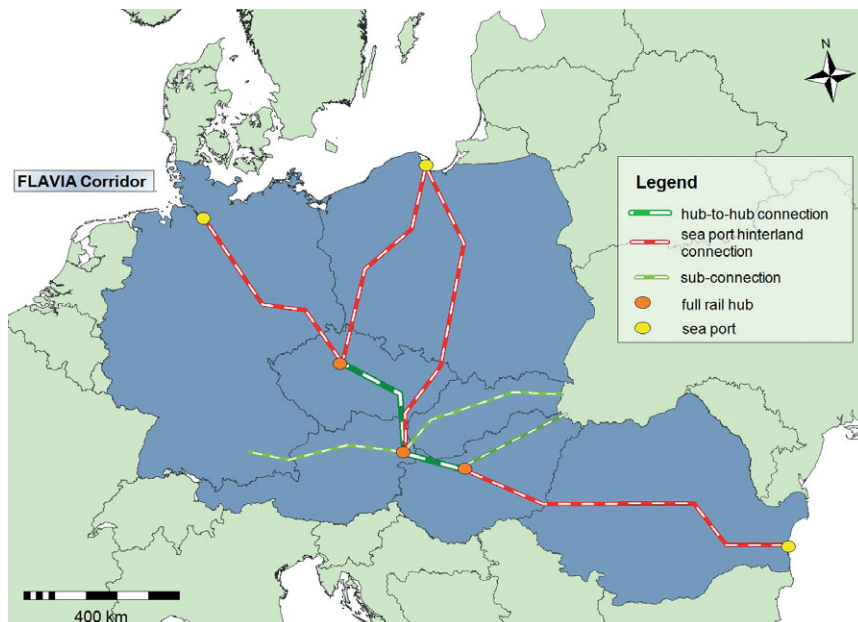 N
FLAVIA Corridor
Legend
hub-to-hub connection
sea port hinterland
connection
sub-connection
full rail hub
sea port
400 km